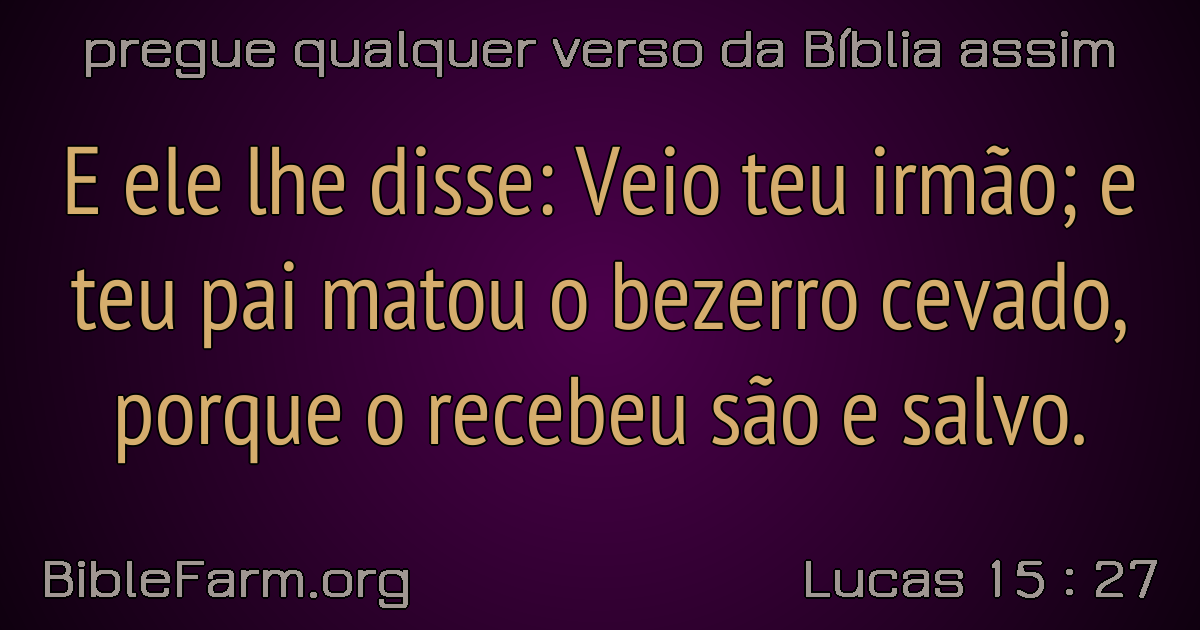 pregue qualquer verso da Bíblia assim
E ele lhe disse: Veio teu irmão; e
teu pai matou o bezerro cevado,
porque o recebeu são e salvo.
BibleFarm.org
Lucas 15 : 27